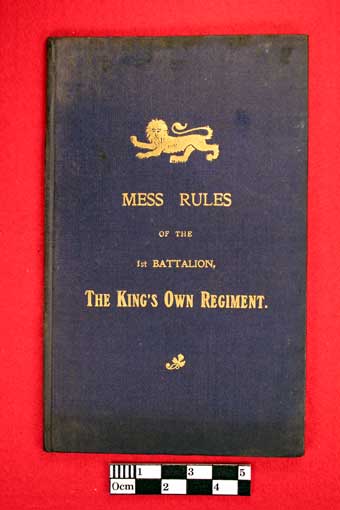 MESS RULES
OF THE
1st BATTALION,
THE KING'S OWN REGIMENT.
1 3 5
0cm 2 4